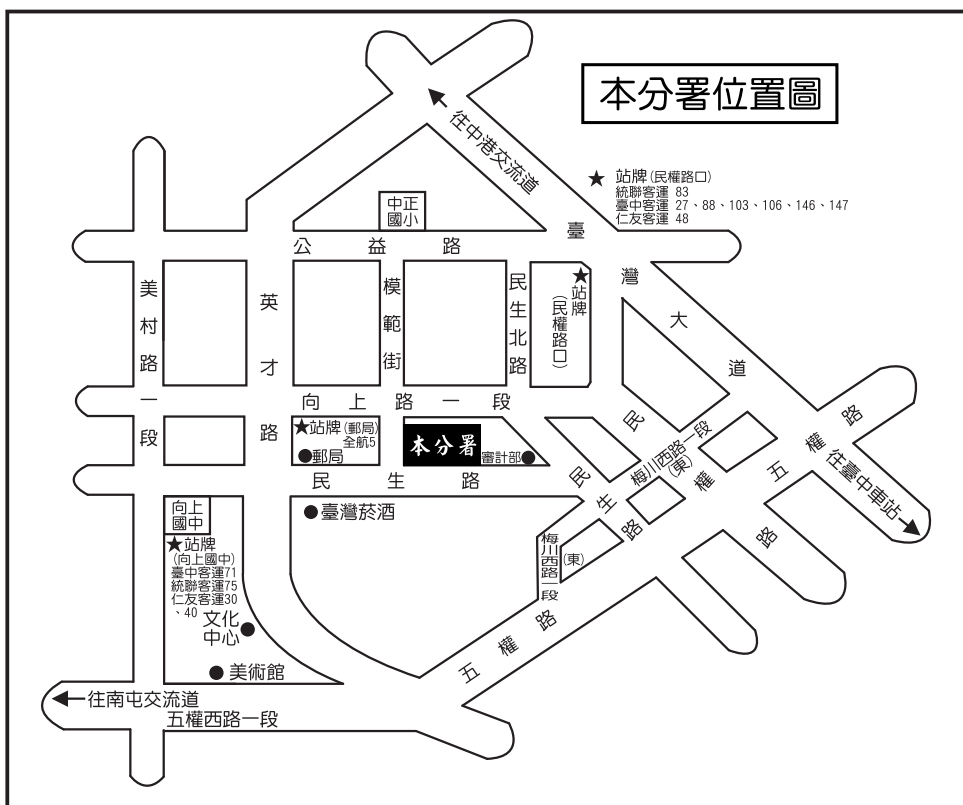 本分署位置圖
往中港交流道
★ 站牌(民權路口)
統聯客運 83
臺中客運 27、88、103、106、146、147
仁友客運 48
中正
國小
公益路
臺灣大道
美村路一段
英才路
模範街
民生北路
★站牌
(民權路口)
向上路一段
★站牌(郵局)
全航5
●郵局
本分署
審計部●
民生路
民權路
民生路
梅川西路一段
(東)
五權路
往臺中車站
向上
國中
★站牌
(向上國中)
臺中客運71
統聯客運75
仁友客運30
、40
文化
中心●
●美術館
●臺灣菸酒
梅川西路一段
(東)
五權路
往南屯交流道
五權西路一段